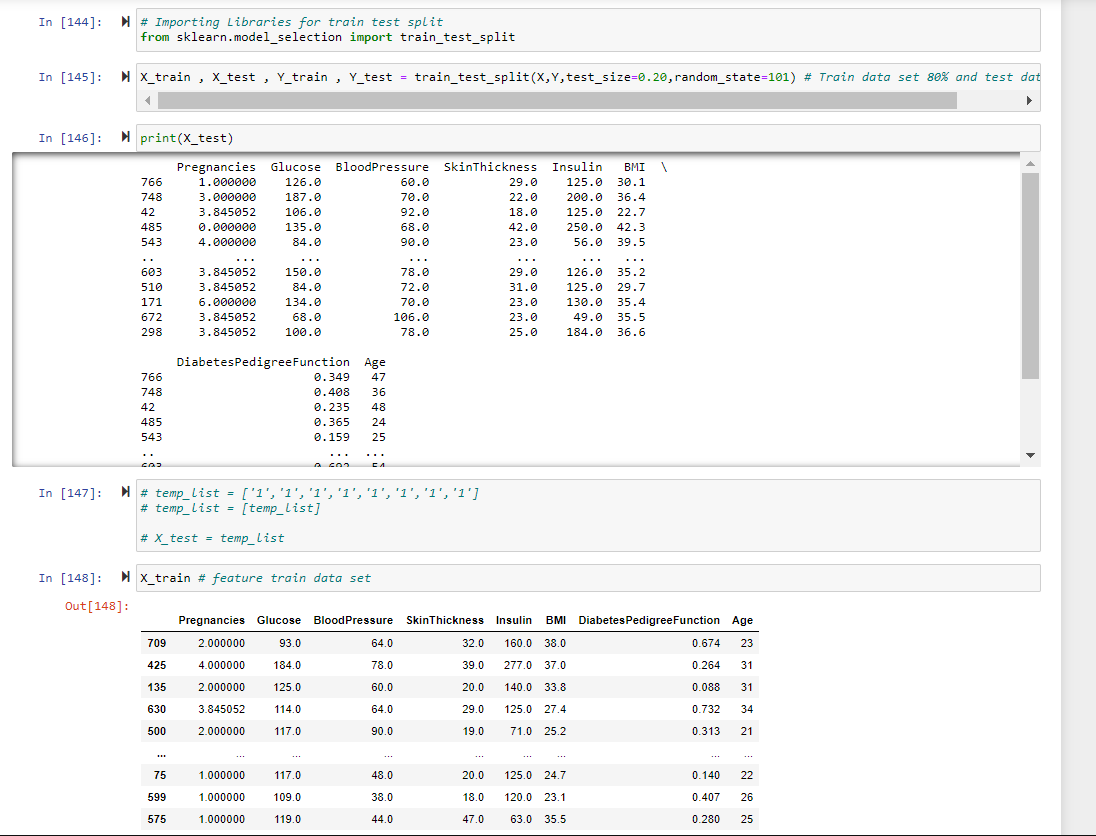 In [144]: # Importing Libraries for train test split
from sklearn.model_selection import train_test_split
In [145]: X_train , X_test , Y_train , Y_test = train_test_split(X,Y,test_size=0.20,random_state=101) # Train data set 80% and test dat
In [146]: print(X_test)
Pregnancies Glucose BloodPressure SkinThickness Insulin BMI \
766 1.000000 126.0 60.0 29.0 125.0 30.1
748 3.000000 187.0 70.0 22.0 200.0 36.4
42 3.845052 106.0 92.0 18.0 125.0 22.7
485 0.000000 135.0 68.0 42.0 250.0 42.3
543 4.000000 84.0 90.0 23.0 56.0 39.5
.. ... ... ... ... ... ...
603 3.845052 150.0 78.0 29.0 126.0 35.2
510 3.845052 84.0 72.0 31.0 125.0 29.7
171 6.000000 134.0 70.0 23.0 130.0 35.4
672 3.845052 68.0 106.0 23.0 49.0 35.5
298 3.845052 100.0 78.0 25.0 184.0 36.6
DiabetesPedigreeFunction Age
766 0.349 47
748 0.408 36
42 0.235 48
485 0.365 24
543 0.159 25
.. ... ...
603 0.692 54
In [147]: # temp_list = ['1','1','1','1','1','1','1','1']
# temp_list = [temp_list]
# X_test = temp_list
In [148]: X_train # feature train data set
Out[148]:
Pregnancies Glucose BloodPressure SkinThickness Insulin BMI DiabetesPedigreeFunction Age
709 2.000000 93.0 64.0 32.0 160.0 38.0 0.674 23
425 4.000000 184.0 78.0 39.0 277.0 37.0 0.264 31
135 2.000000 125.0 60.0 20.0 140.0 33.8 0.088 31
630 3.845052 114.0 64.0 29.0 125.0 27.4 0.732 34
500 2.000000 117.0 90.0 19.0 71.0 25.2 0.313 21
... ... ... ... ... ... ... ... ...
75 1.000000 117.0 48.0 20.0 125.0 24.7 0.140 22
599 1.000000 109.0 38.0 18.0 120.0 23.1 0.407 26
575 1.000000 119.0 44.0 47.0 63.0 35.5 0.280 25